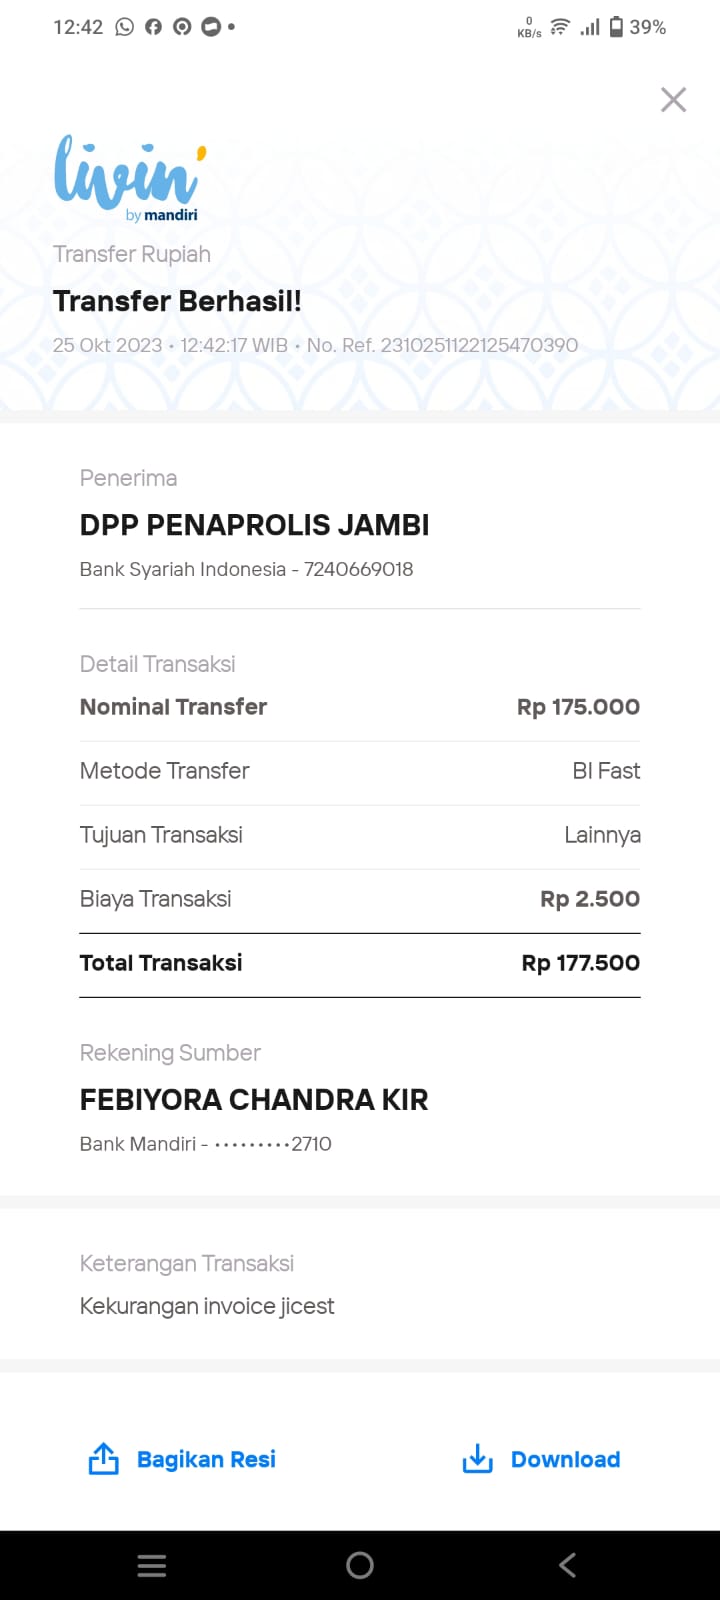 12:42
0 KB/s
39%
livin'
by mandiri
Transfer Rupiah
Transfer Berhasil!
25 Okt 2023 • 12:42:17 WIB • No. Ref. 2310251122125470390
Penerima
DPP PENAPROLIS JAMBI
Bank Syariah Indonesia - 7240669018
Detail Transaksi
Nominal Transfer Rp 175.000
Metode Transfer BI Fast
Tujuan Transaksi Lainnya
Biaya Transaksi Rp 2.500
Total Transaksi Rp 177.500
Rekening Sumber
FEBIYORA CHANDRA KIR
Bank Mandiri - •••••••••2710
Keterangan Transaksi
Kekurangan invoice jicest
Bagikan Resi Download